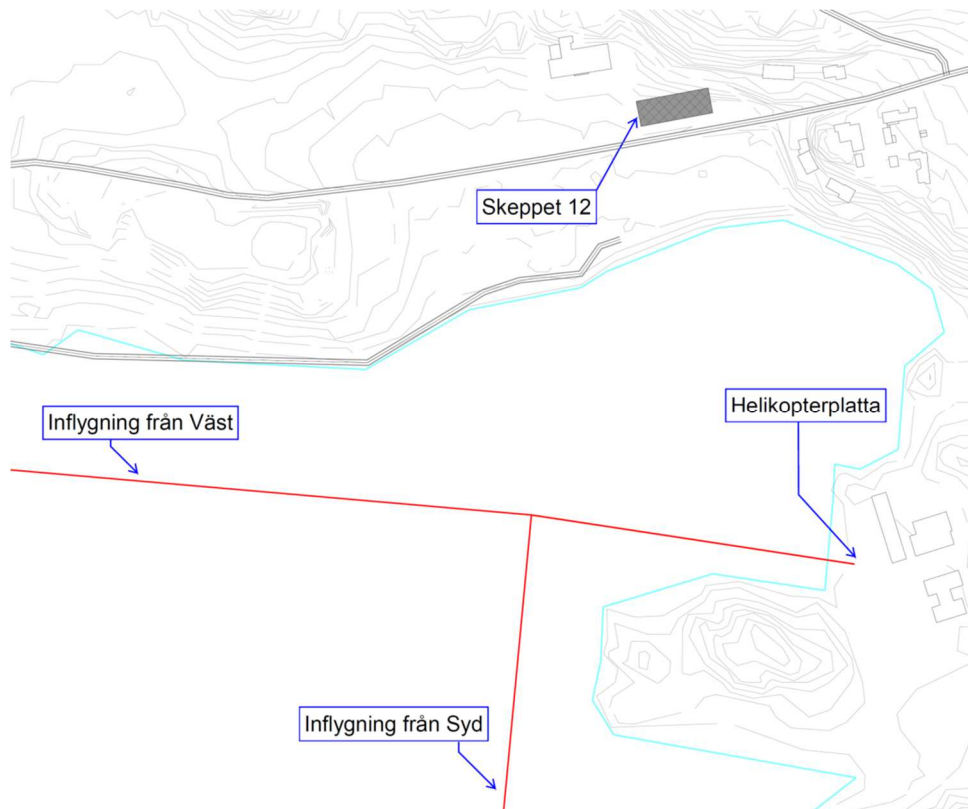 Skeppet 12
Helikopterplatta
Inflygning från Väst
Inflygning från Syd